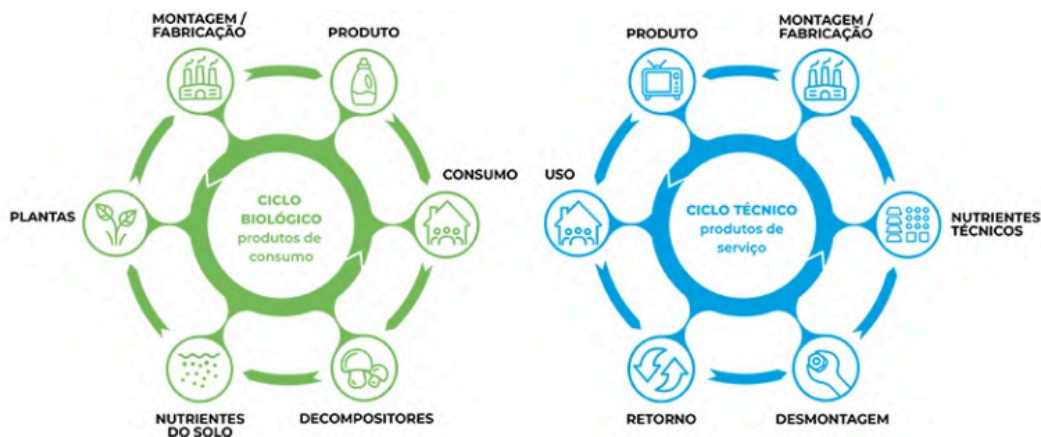 MONTAGEM /
FABRICAÇÃO
PRODUTO
CONSUMO
PLANTAS
CICLO
BIOLÓGICO
produtos de
consumo
NUTRIENTES
DO SOLO
DECOMPOSITORES
PRODUTO
MONTAGEM /
FABRICAÇÃO
USO
CICLO TÉCNICO
produtos de
serviço
NUTRIENTES
TÉCNICOS
RETORNO
DESMONTAGEM